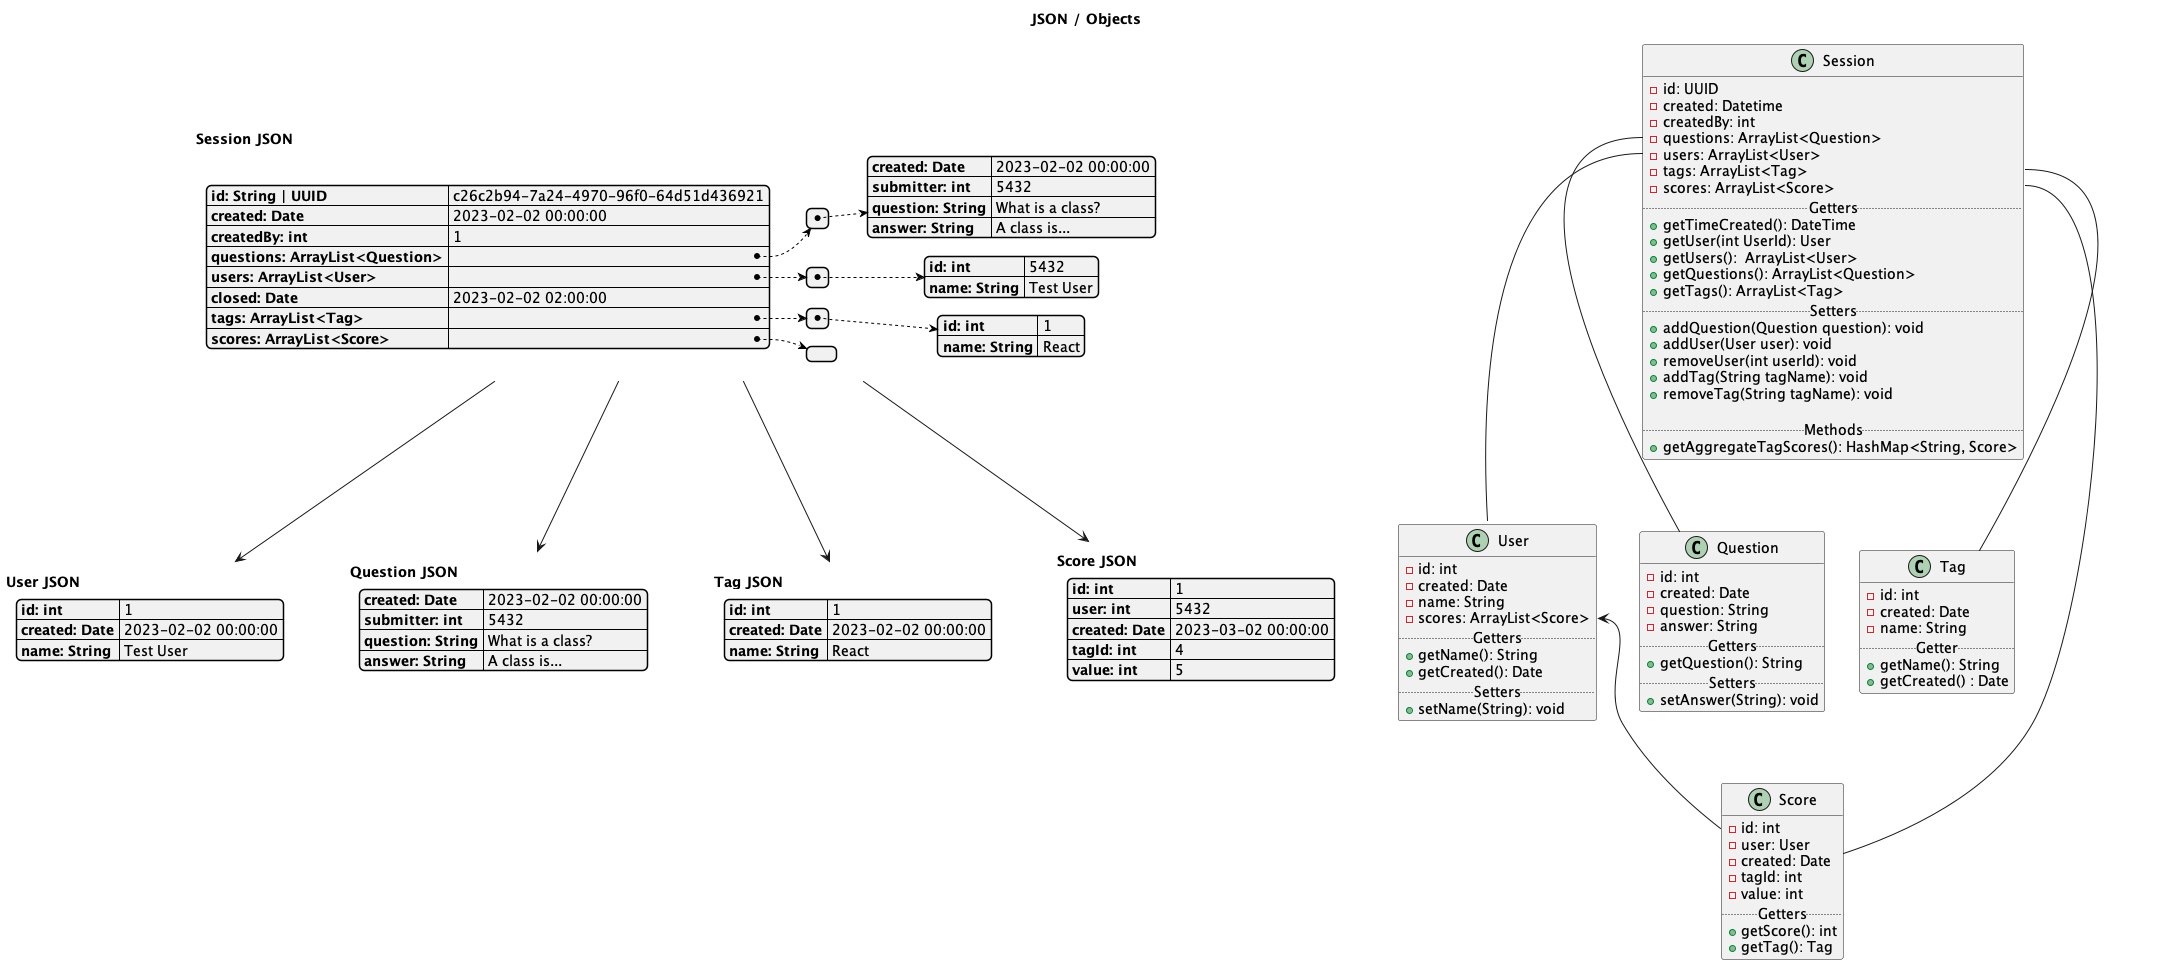 JSON / Objects
Session JSON
id: String | UUID c26c2b94-7a24-4970-96f0-64d51d436921
created: Date 2023-02-02 00:00:00
createdBy: int 1
questions: ArrayList<Question>
users: ArrayList<User>
closed: Date 2023-02-02 02:00:00
tags: ArrayList<Tag>
scores: ArrayList<Score>
created: Date 2023-02-02 00:00:00
submitter: int 5432
question: String What is a class?
answer: String A class is...
id: int 5432
name: String Test User
id: int 1
name: String React
User JSON
id: int 1
created: Date 2023-02-02 00:00:00
name: String Test User
Question JSON
created: Date 2023-02-02 00:00:00
submitter: int 5432
question: String What is a class?
answer: String A class is...
Tag JSON
id: int 1
created: Date 2023-02-02 00:00:00
name: String React
Score JSON
id: int 1
user: int 5432
created: Date 2023-03-02 00:00:00
tagId: int 4
value: int 5
C Session
id: UUID
created: Datetime
createdBy: int
questions: ArrayList<Question>
users: ArrayList<User>
tags: ArrayList<Tag>
scores: ArrayList<Score>
Getters
getTimeCreated(): DateTime
getUser(int UserId): User
getUsers():  ArrayList<User>
getQuestions(): ArrayList<Question>
getTags(): ArrayList<Tag>
Setters
addQuestion(Question question): void
addUser(User user): void
removeUser(int userId): void
addTag(String tagName): void
removeTag(String tagName): void
Methods
getAggregateTagScores(): HashMap<String, Score>
C User
id: int
created: Date
name: String
scores: ArrayList<Score>
Getters
getName(): String
getCreated(): Date
Setters
setName(String): void
C Question
id: int
created: Date
question: String
answer: String
Getters
getQuestion(): String
Setters
setAnswer(String): void
C Tag
id: int
created: Date
name: String
Getter
getName(): String
getCreated() : Date
C Score
id: int
user: User
created: Date
tagId: int
value: int
Getters
getScore(): int
getTag(): Tag